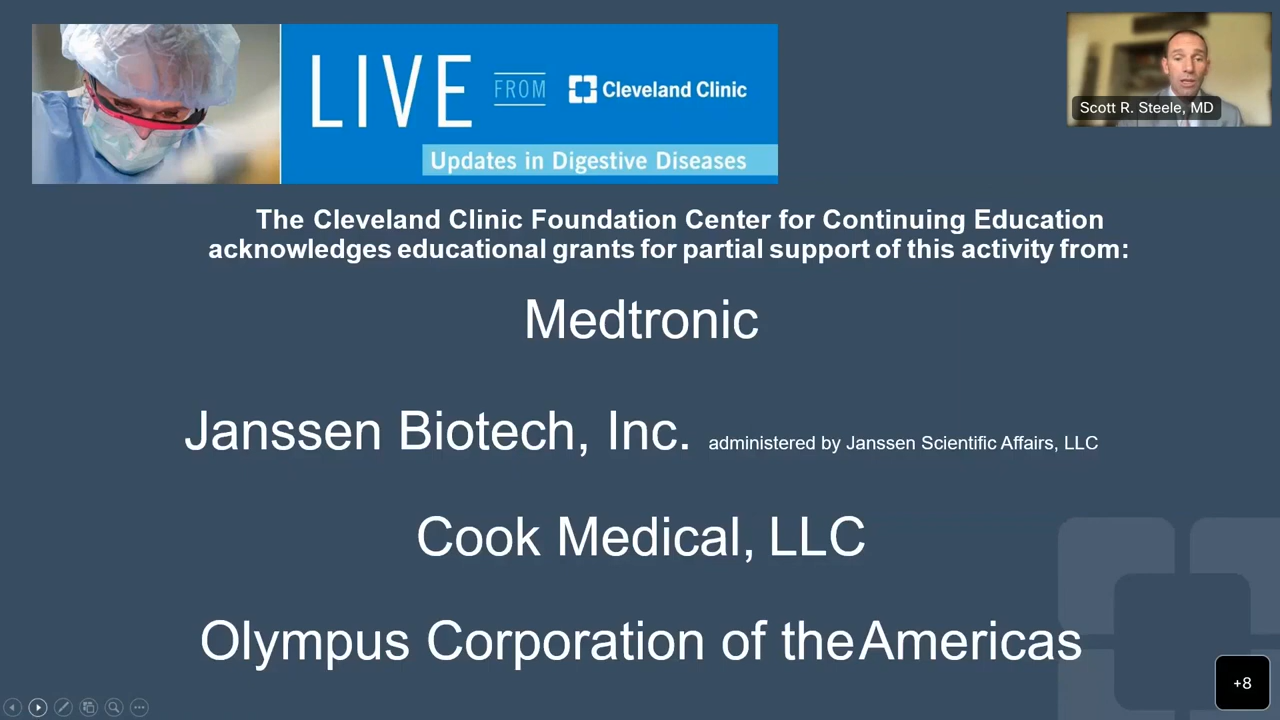 LIVE FROM Cleveland Clinic
Scott R. Steele, MD
Updates in Digestive Diseases
The Cleveland Clinic Foundation Center for Continuing Education
acknowledges educational grants for partial support of this activity from:
Medtronic
Janssen Biotech, Inc. administered by Janssen Scientific Affairs, LLC
Cook Medical, LLC
Olympus Corporation of the Americas
+8